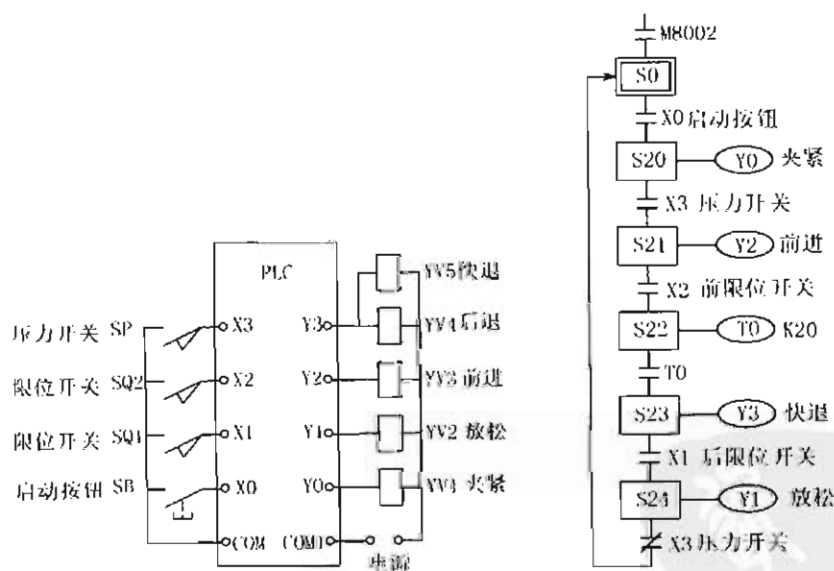 PLC
压力开关 SP
X3
Y3
YV5快退
YV4后退
限位开关 SQ2
X2
Y2
YV3前进
限位开关 SQ1
X1
Y1
YV2 放松
启动按钮 SB
X0
Y0
YV1 夹紧
COM
COM1
电源
M8002
S0
X0启动按钮
S20
Y0
夹紧
X3 压力开关
S21
Y2
前进
X2 前限位开关
S22
T0
K20
T0
S23
Y3
快退
X1 后限位开关
S24
Y1
放松
X3压力开关